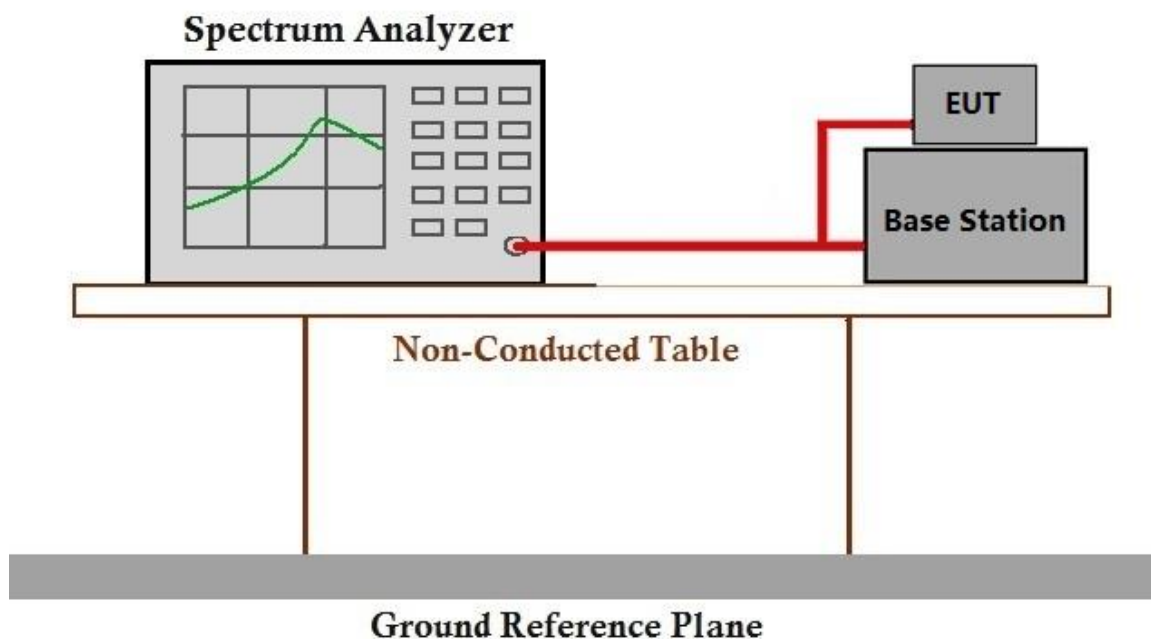 Spectrum Analyzer
EUT
Base Station
Non-Conducted Table
Ground Reference Plane